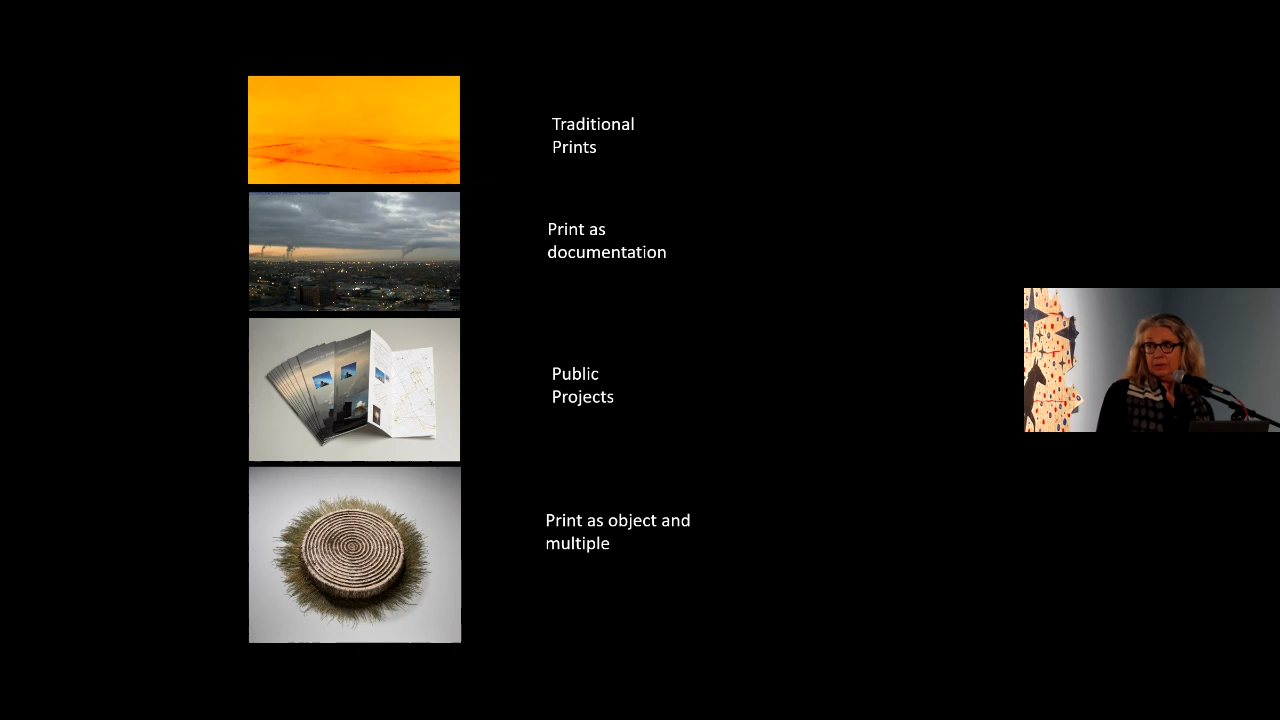 Traditional
Prints
Print as
documentation
Public
Projects
Print as object and
multiple